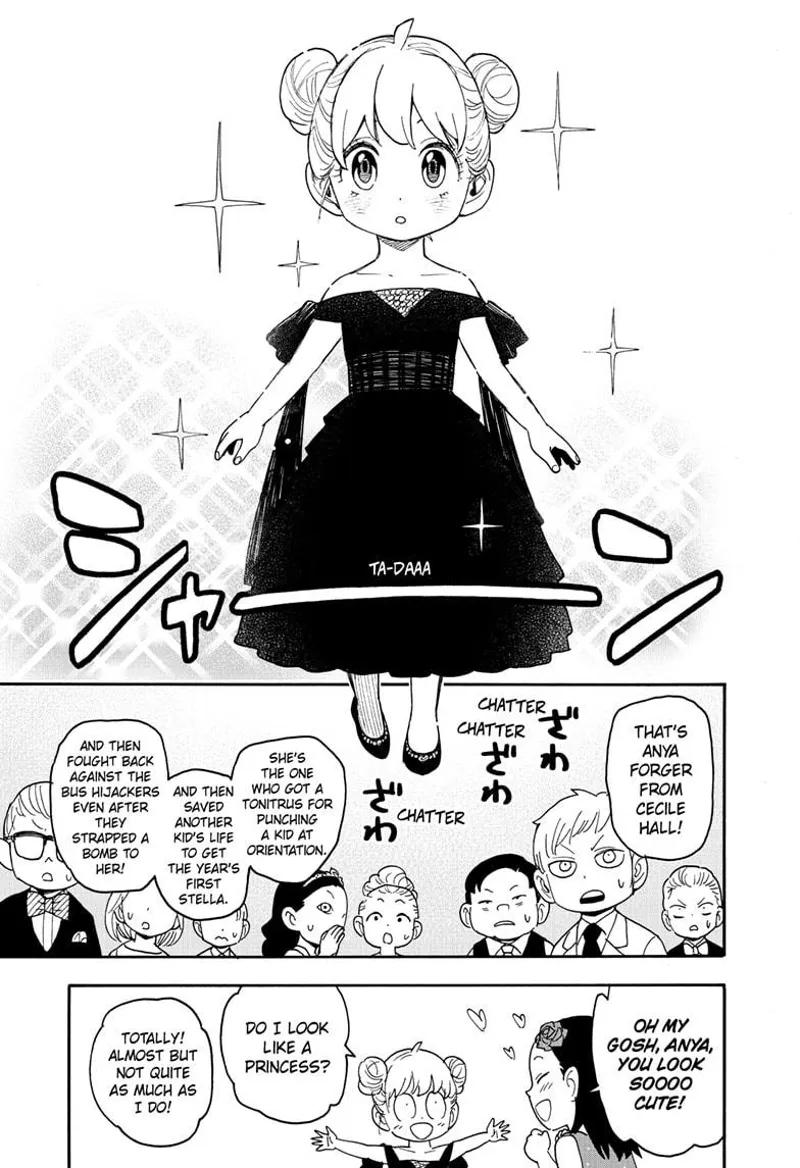 TA-DAAA
シャーン
THAT'S
ANYA
FORGER
FROM
CECILE
HALL!
CHATTER
CHATTER
ざわ
ざわ
ざわ
CHATTER
SHE'S
THE ONE
WHO GOT A
TONITRUS FOR
PUNCHING
A KID AT
ORIENTATION.
AND THEN
SAVED
ANOTHER
KID'S LIFE
TO GET
THE YEAR'S
FIRST
STELLA.
AND THEN
FOUGHT BACK
AGAINST THE
BUS HIJACKERS
EVEN AFTER
THEY
STRAPPED A
BOMB TO
HER!
OH MY
GOSH, ANYA,
YOU LOOK
SOOOO
CUTE!
DO I LOOK
LIKE A
PRINCESS?
TOTALLY!
ALMOST BUT
NOT QUITE
AS MUCH AS
I DO!